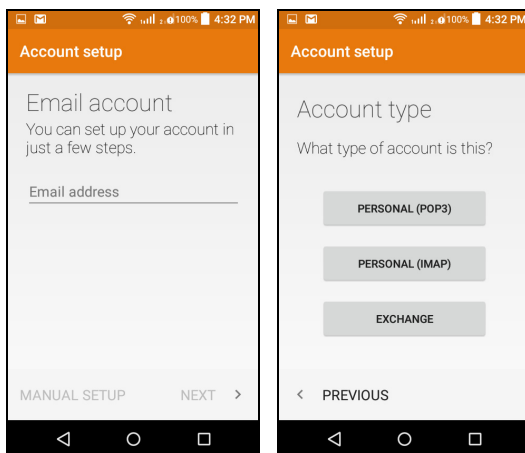 100% 4:32 PM
Account setup
Email account
You can set up your account in
just a few steps.
Email address
MANUAL SETUP NEXT >
100% 4:32 PM
Account setup
Account type
What type of account is this?
PERSONAL (POP3)
PERSONAL (IMAP)
EXCHANGE
< PREVIOUS